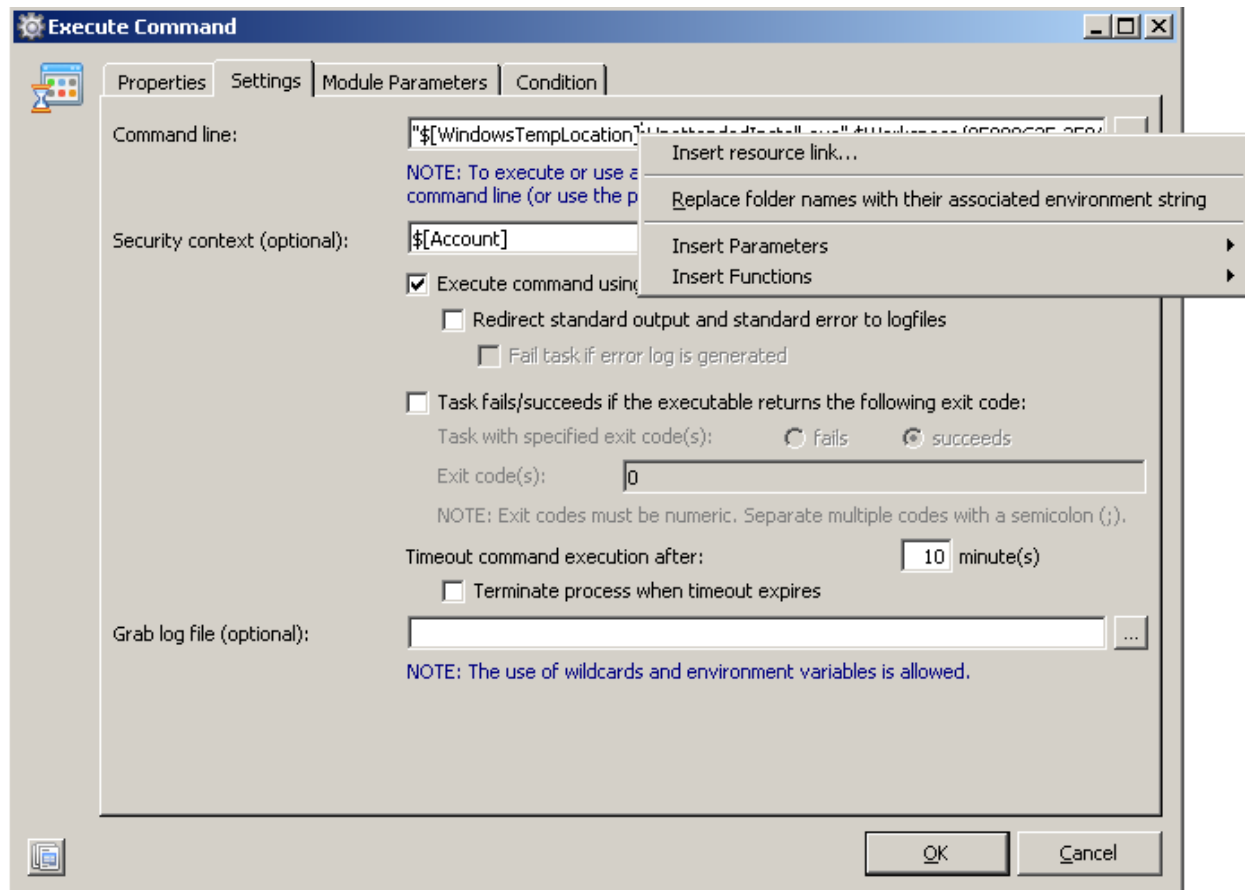 Execute Command
Properties Settings Module Parameters Condition
Command line: "$[WindowsTempLocation] ...
Insert resource link...
NOTE: To execute or use a
command line (or use the p
Replace folder names with their associated environment string
Security context (optional): $[Account]
Insert Parameters
Insert Functions
Execute command using
Redirect standard output and standard error to logfiles
Fail task if error log is generated
Task fails/succeeds if the executable returns the following exit code:
Task with specified exit code(s): fails succeeds
Exit code(s): 0
NOTE: Exit codes must be numeric. Separate multiple codes with a semicolon (;).
Timeout command execution after: 10 minute(s)
Terminate process when timeout expires
Grab log file (optional): ...
NOTE: The use of wildcards and environment variables is allowed.
OK Cancel